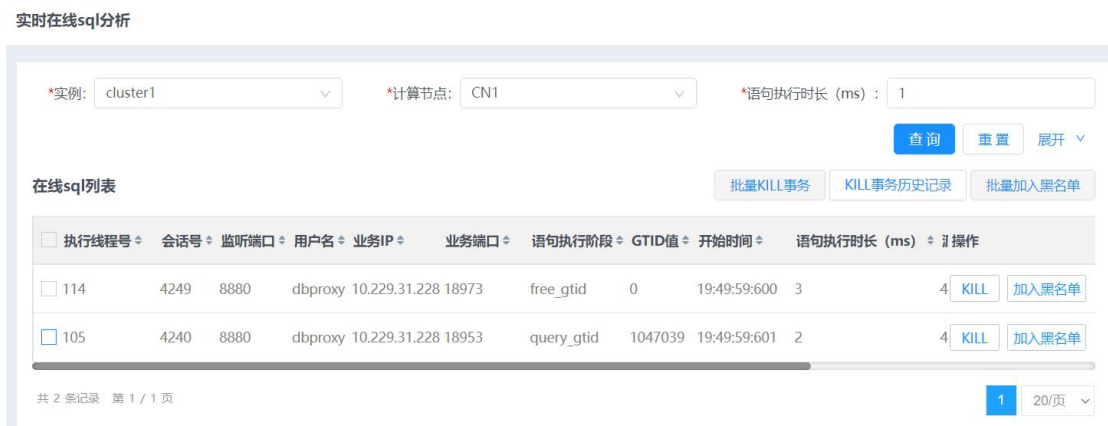 实时在线sql分析
*实例: cluster1 *计算节点: CN1 *语句执行时长 (ms) : 1
查询 重置 展开
在线sql列表 批量KILL事务 KILL事务历史记录 批量加入黑名单
执行线程号 会话号 监听端口 用户名 业务IP 业务端口 语句执行阶段 GTID值 开始时间 语句执行时长 (ms) 操作
114 4249 8880 dbproxy 10.229.31.228 18973 free_gtid 0 19:49:59:600 3 4 KILL 加入黑名单
105 4240 8880 dbproxy 10.229.31.228 18953 query_gtid 1047039 19:49:59:601 2 4 KILL 加入黑名单
共 2 条记录 第 1 / 1 页 1 20/页